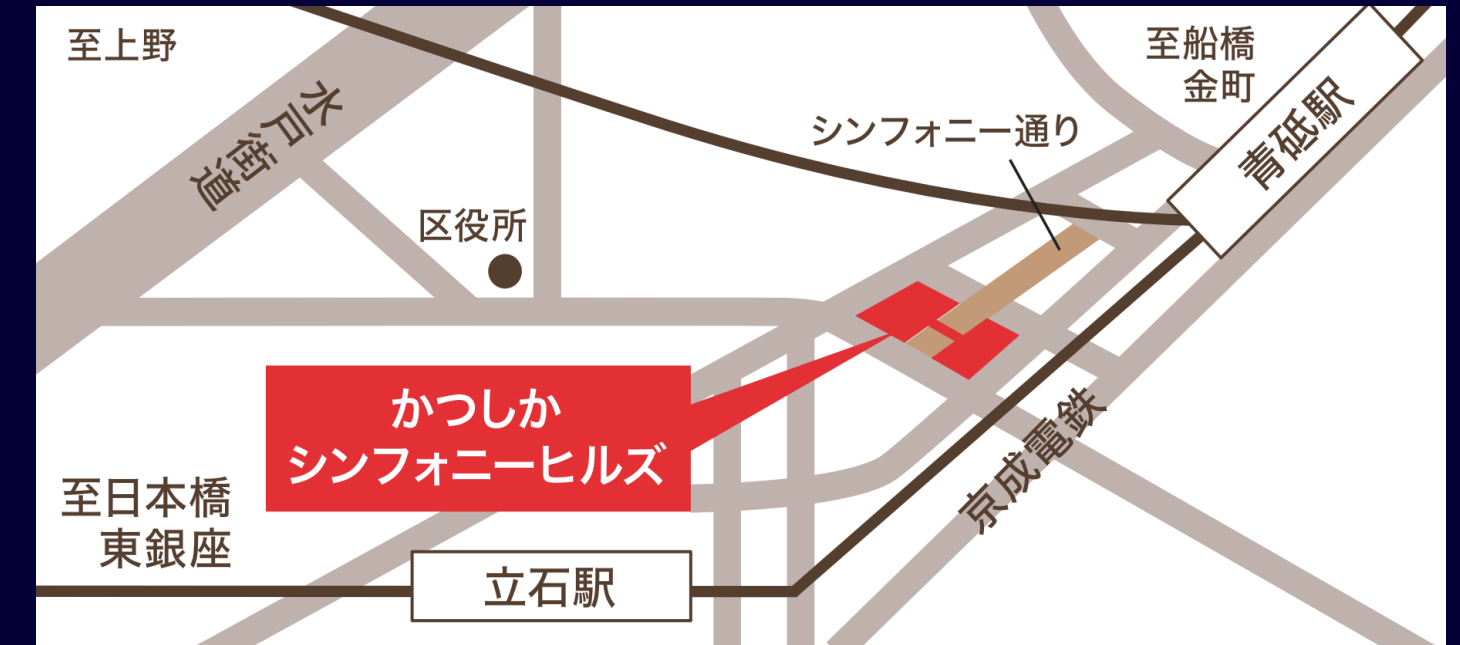 至上野
水戸街道
区役所
シンフォニー通り
至船橋
金町
青砥駅
かつしか
シンフォニーヒルズ
京成電鉄
至日本橋
東銀座
立石駅